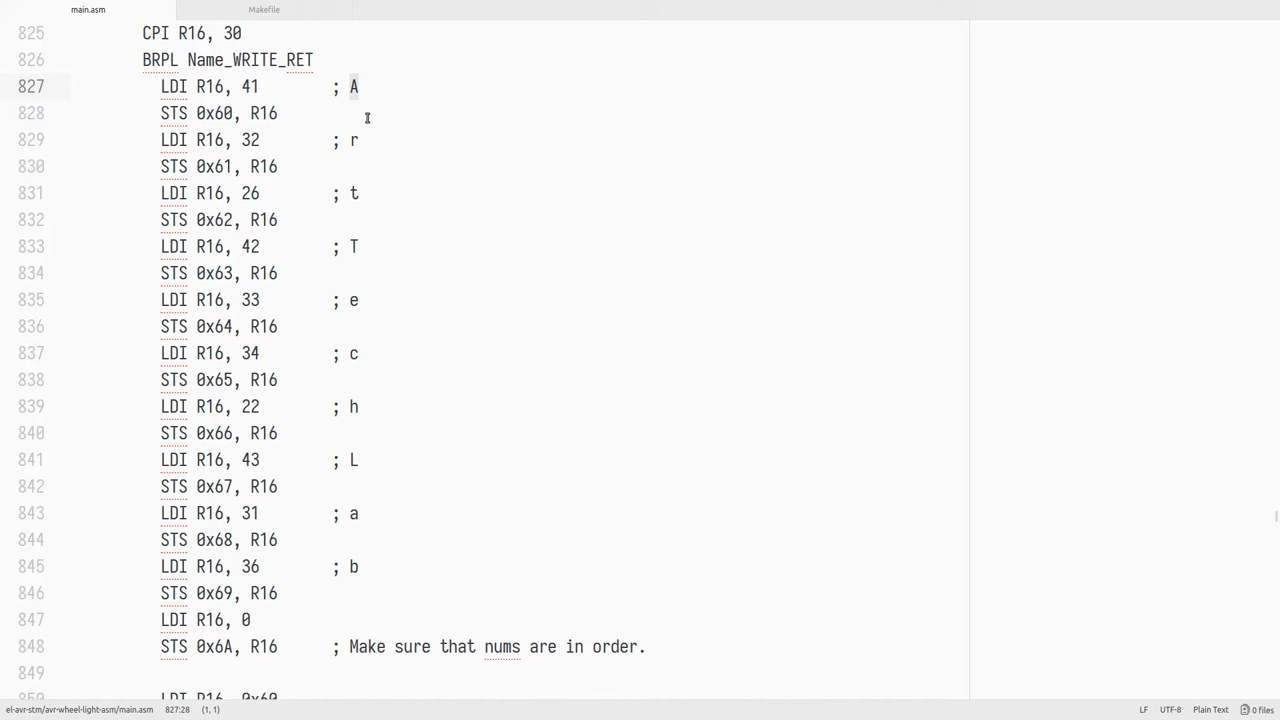 main.asm Makefile
825 CPI R16, 30
826 BRPL Name_WRITE_RET
827 LDI R16, 41 ; A
828 STS 0x60, R16
829 LDI R16, 32 ; r
830 STS 0x61, R16
831 LDI R16, 26 ; t
832 STS 0x62, R16
833 LDI R16, 42 ; T
834 STS 0x63, R16
835 LDI R16, 33 ; e
836 STS 0x64, R16
837 LDI R16, 34 ; c
838 STS 0x65, R16
839 LDI R16, 22 ; h
840 STS 0x66, R16
841 LDI R16, 43 ; L
842 STS 0x67, R16
843 LDI R16, 31 ; a
844 STS 0x68, R16
845 LDI R16, 36 ; b
846 STS 0x69, R16
847 LDI R16, 0
848 STS 0x6A, R16 ; Make sure that nums are in order.
849
850 LDI R16, 0x60
el-avr-stm/avr-wheel-light-asm/main.asm 827:28 (1, 1) LF UTF-8 Plain Text 0 files